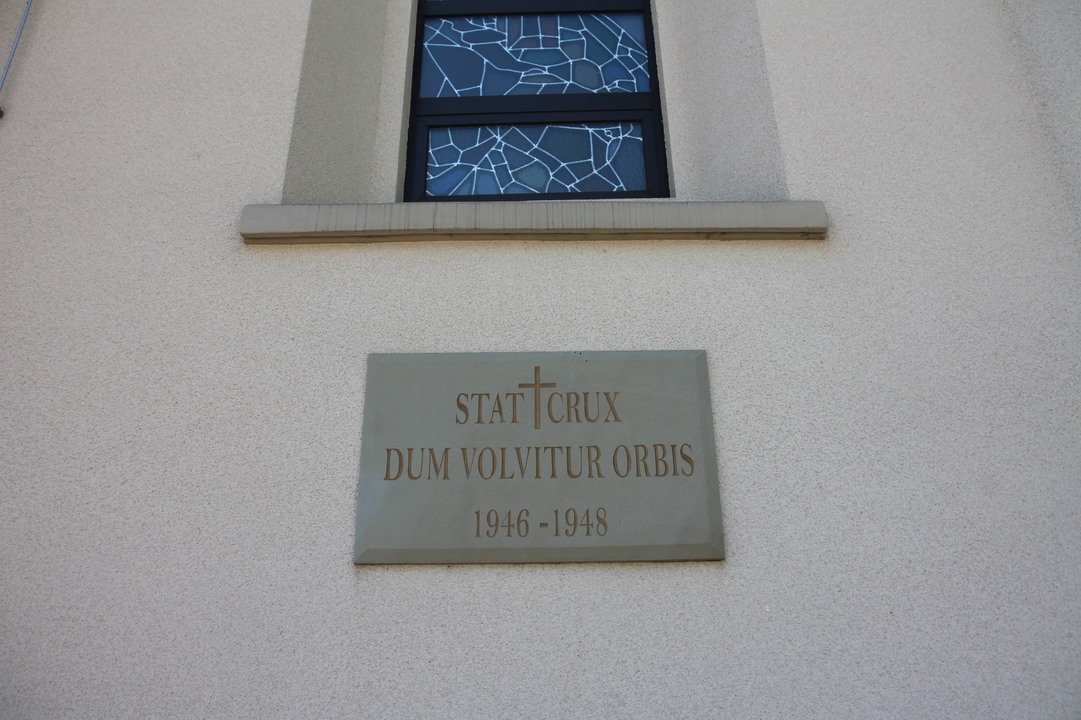 STAT CRUX
DUM VOLVITUR ORBIS
1946 - 1948